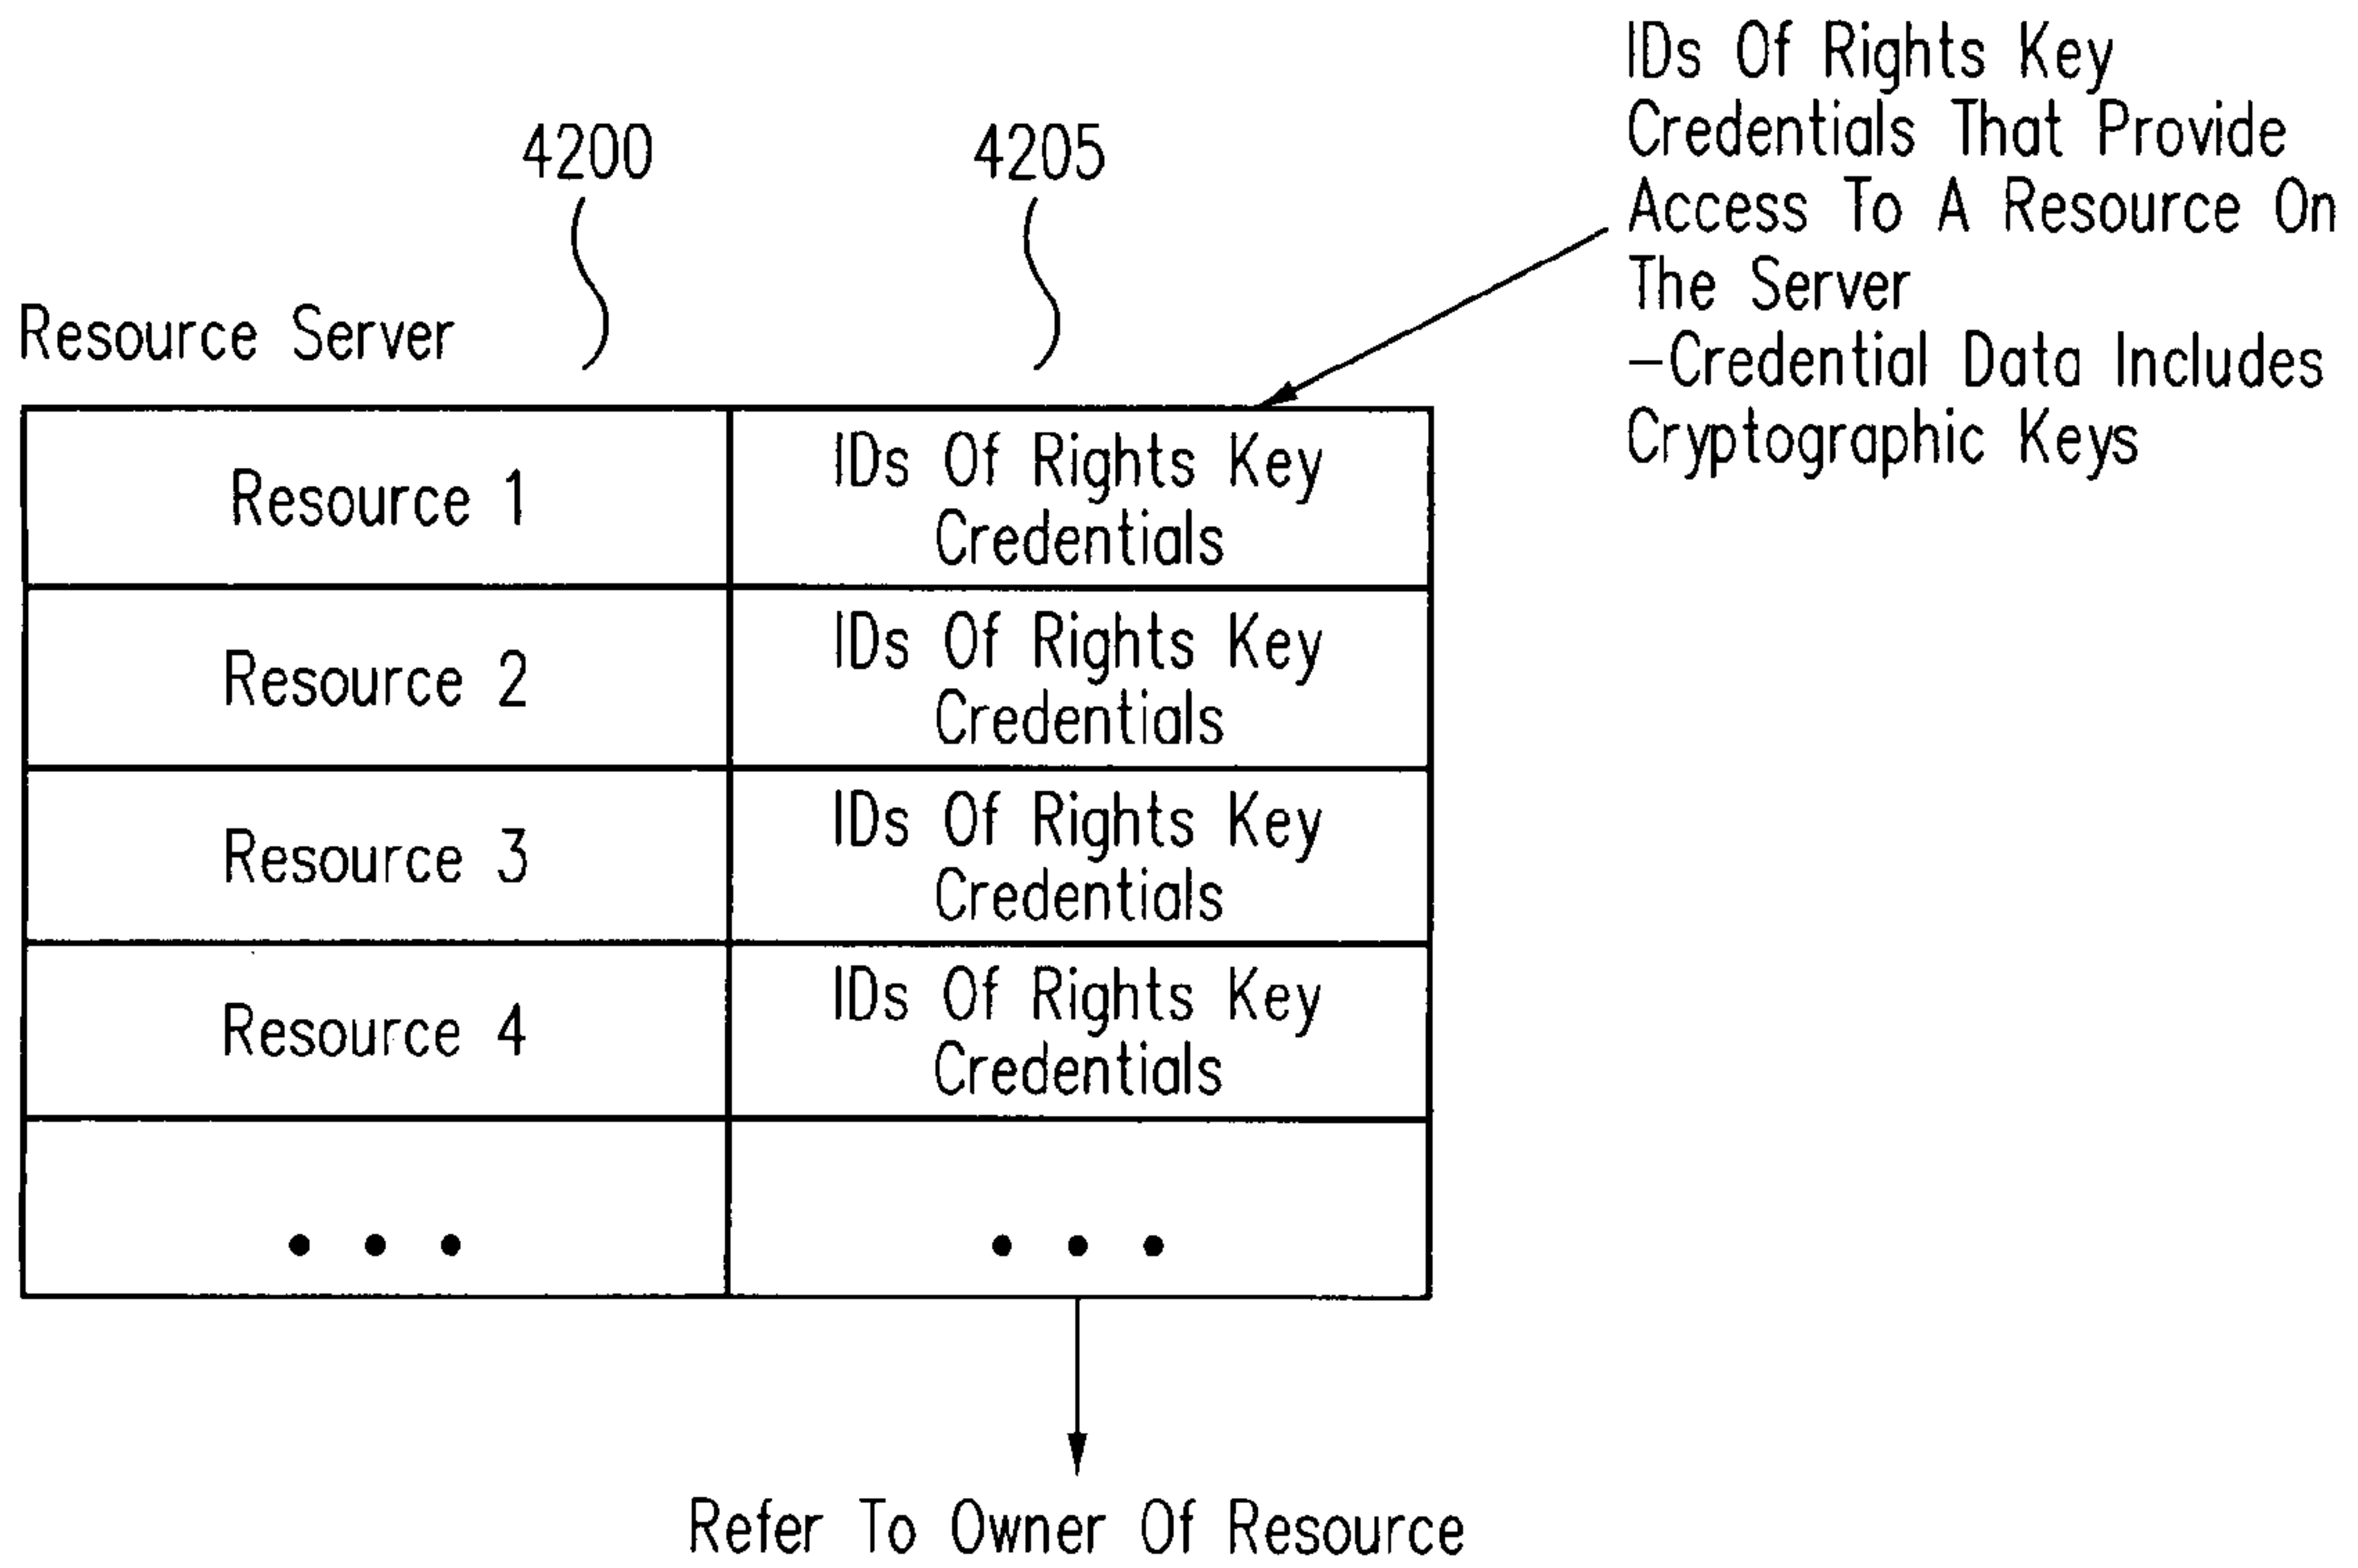 IDs Of Rights Key
Credentials That Provide
Access To A Resource On
The Server
–Credential Data Includes
Cryptographic Keys
4200
4205
Resource Server
Resource 1
IDs Of Rights Key
Credentials
Resource 2
IDs Of Rights Key
Credentials
Resource 3
IDs Of Rights Key
Credentials
Resource 4
IDs Of Rights Key
Credentials
• • •
• • •
Refer To Owner Of Resource